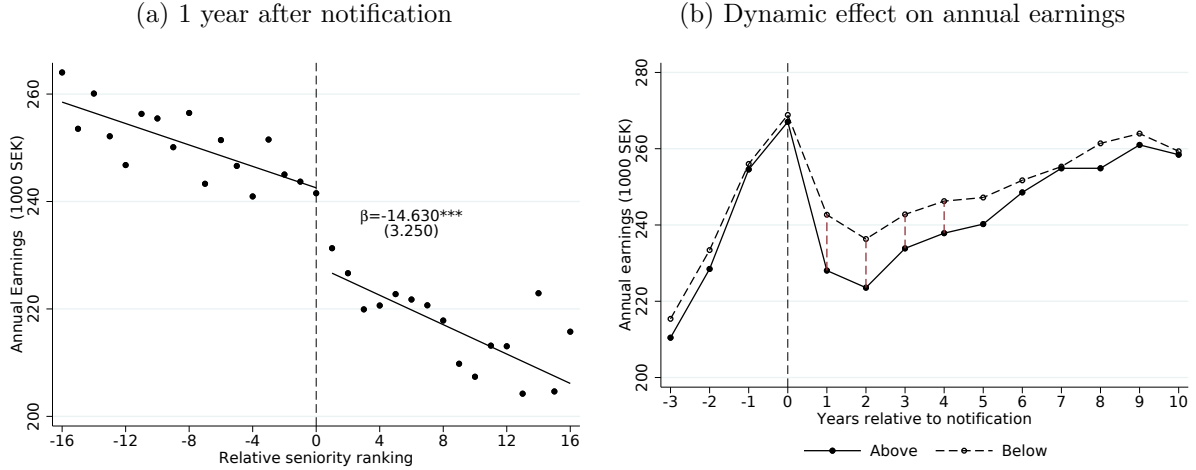 (a) 1 year after notification
Annual Earnings (1000 SEK)
260
240
220
200
β=-14.630***
(3.250)
-16 -12 -8 -4 0 4 8 12 16
Relative seniority ranking
(b) Dynamic effect on annual earnings
Annual earnings (1000 SEK)
280
260
240
220
200
-3 -2 -1 0 1 2 3 4 5 6 7 8 9 10
Years relative to notification
Above Below